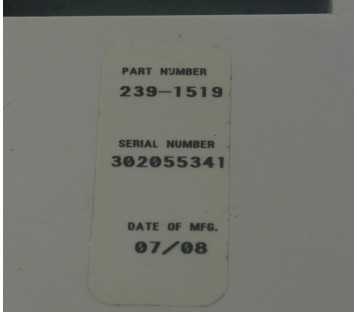 PART NUMBER
239-1519
SERIAL NUMBER
302055341
DATE OF MFG.
07/08